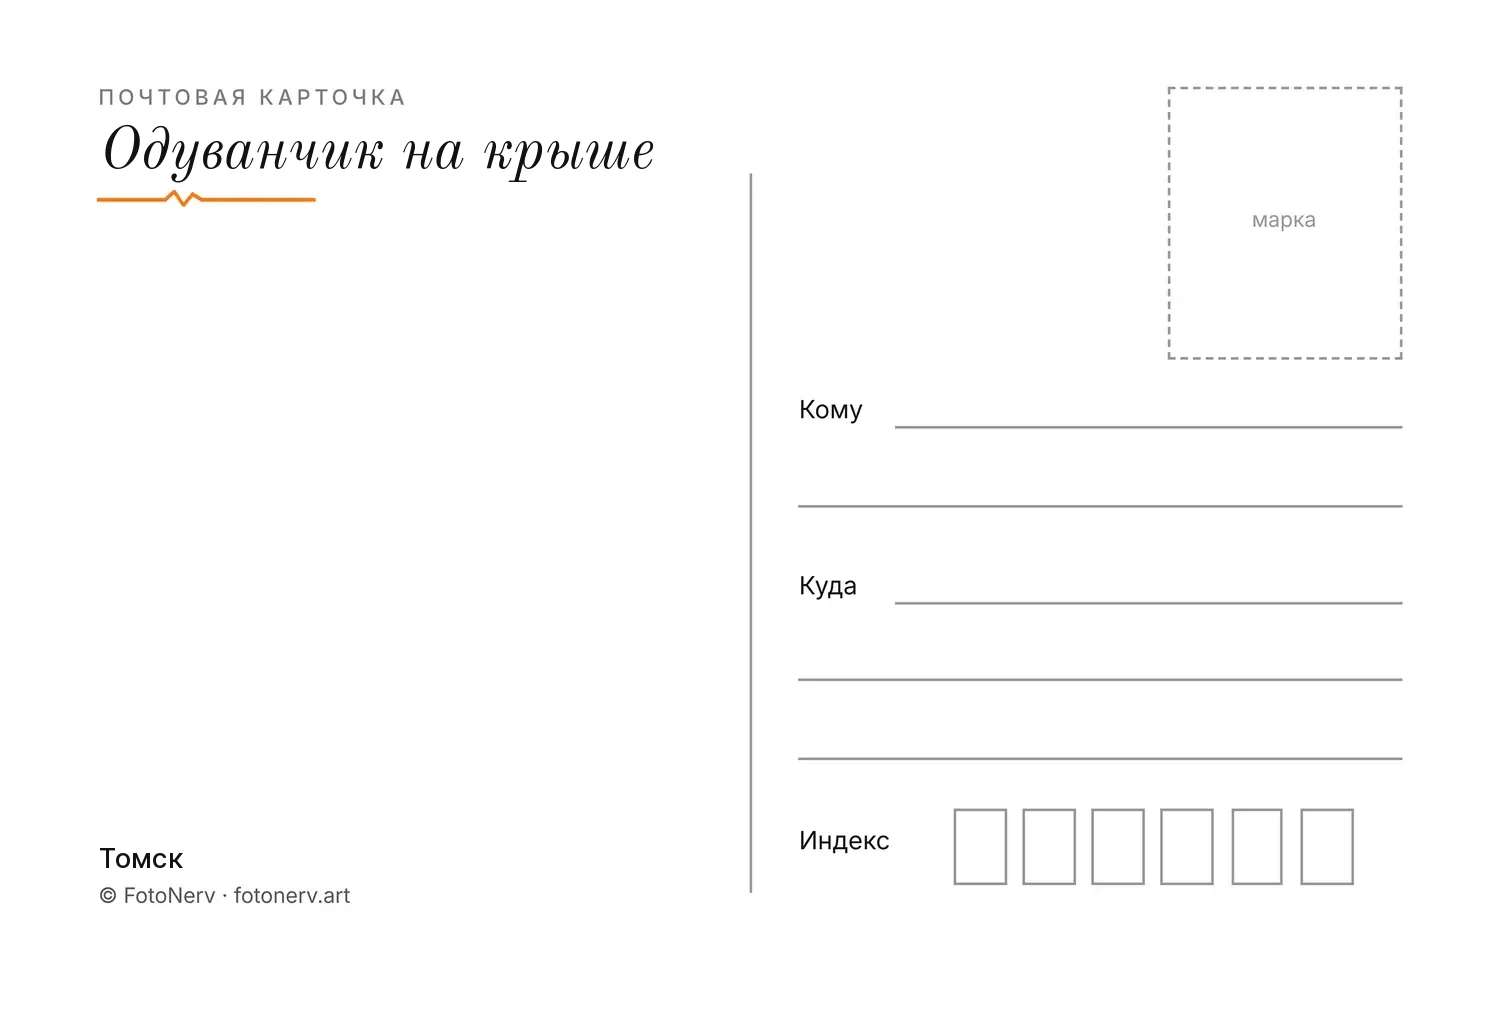 ПОЧТОВАЯ КАРТОЧКА
Одуванчик на крыше
марка
Кому
Куда
Индекс
Томск
© FotoNerv · fotonerv.art